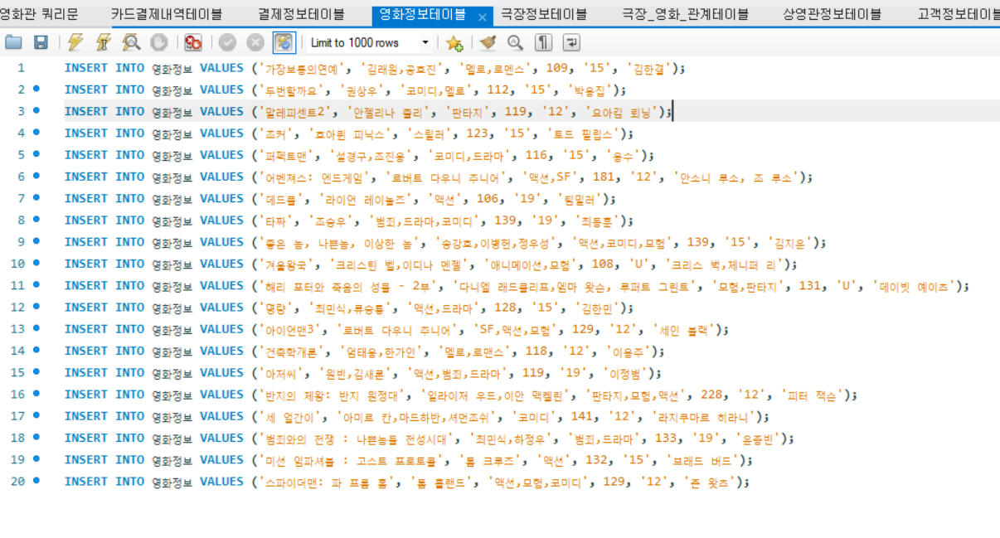 영화관 쿼리문 카드결제내역테이블 결제정보테이블 영화정보테이블 × 극장정보테이블 극장_영화_관계테이블 상영관정보테이블 고객정보테이블
Limit to 1000 rows
1 INSERT INTO 영화정보 VALUES ('가장보통의연예', '김래원,공효진', '멜로,로멘스', 109, '15', '김한결');
2 INSERT INTO 영화정보 VALUES ('두번할까요', '권상우', '코미디,멜로', 112, '15', '박용집');
3 INSERT INTO 영화정보 VALUES ('말레피센트2', '안젤리나 졸리', '판타지', 119, '12', '요아킴 뢰닝');
4 INSERT INTO 영화정보 VALUES ('조커', '호아퀸 피닉스', '스릴러', 123, '15', '토드 필립스');
5 INSERT INTO 영화정보 VALUES ('퍼펙트맨', '설경구,조진웅', '코미디,드라마', 116, '15', '용수');
6 INSERT INTO 영화정보 VALUES ('어벤져스: 엔드게임', '로버트 다우니 주니어', '액션,SF', 181, '12', '안소니 루소, 조 루소');
7 INSERT INTO 영화정보 VALUES ('데드풀', '라이언 레이놀즈', '액션', 106, '19', '팀밀러');
8 INSERT INTO 영화정보 VALUES ('타짜', '조승우', '범죄,드라마,코미디', 139, '19', '최동훈');
9 INSERT INTO 영화정보 VALUES ('좋은 놈, 나쁜놈, 이상한 놈', '송강호,이병헌,정우성', '액션,코미디,모험', 139, '15', '김지운');
10 INSERT INTO 영화정보 VALUES ('겨울왕국', '크리스틴 벨,이디나 멘젤', '애니메이션,모험', 108, 'U', '크리스 벅,제니퍼 리');
11 INSERT INTO 영화정보 VALUES ('해리 포터와 죽음의 성물 - 2부', '다니엘 래드클리프,엠마 왓슨, 루퍼트 그린트', '모험,판타지', 131, 'U', '데이빗 예이츠');
12 INSERT INTO 영화정보 VALUES ('명량', '최민식,류승룡', '액션,드라마', 128, '15', '김한민');
13 INSERT INTO 영화정보 VALUES ('아이언맨3', '로버트 다우니 주니어', 'SF,액션,모험', 129, '12', '셰인 블랙');
14 INSERT INTO 영화정보 VALUES ('건축학개론', '엄태웅,한가인', '멜로,로맨스', 118, '12', '이용주');
15 INSERT INTO 영화정보 VALUES ('아저씨', '원빈,김새론', '액션,범죄,드라마', 119, '19', '이정범');
16 INSERT INTO 영화정보 VALUES ('반지의 제왕: 반지 원정대', '일라이저 우드,이안 맥켈린', '판타지,모험,액션', 228, '12', '피터 잭슨');
17 INSERT INTO 영화정보 VALUES ('세 얼간이', '아미르 칸,마드하반,셔먼조쉬', '코미디', 141, '12', '라지쿠마르 히라니');
18 INSERT INTO 영화정보 VALUES ('범죄와의 전쟁 : 나쁜놈들 전성시대', '최민식,하정우', '범죄,드라마', 133, '19', '윤종빈');
19 INSERT INTO 영화정보 VALUES ('미션 임파셔블 : 고스트 프로토콜', '톰 크루즈', '액션', 132, '15', '브래드 버드');
20 INSERT INTO 영화정보 VALUES ('스파이더맨: 파 프롬 홈', '톰 홀랜드', '액션,모험,코미디', 129, '12', '존 왓츠');